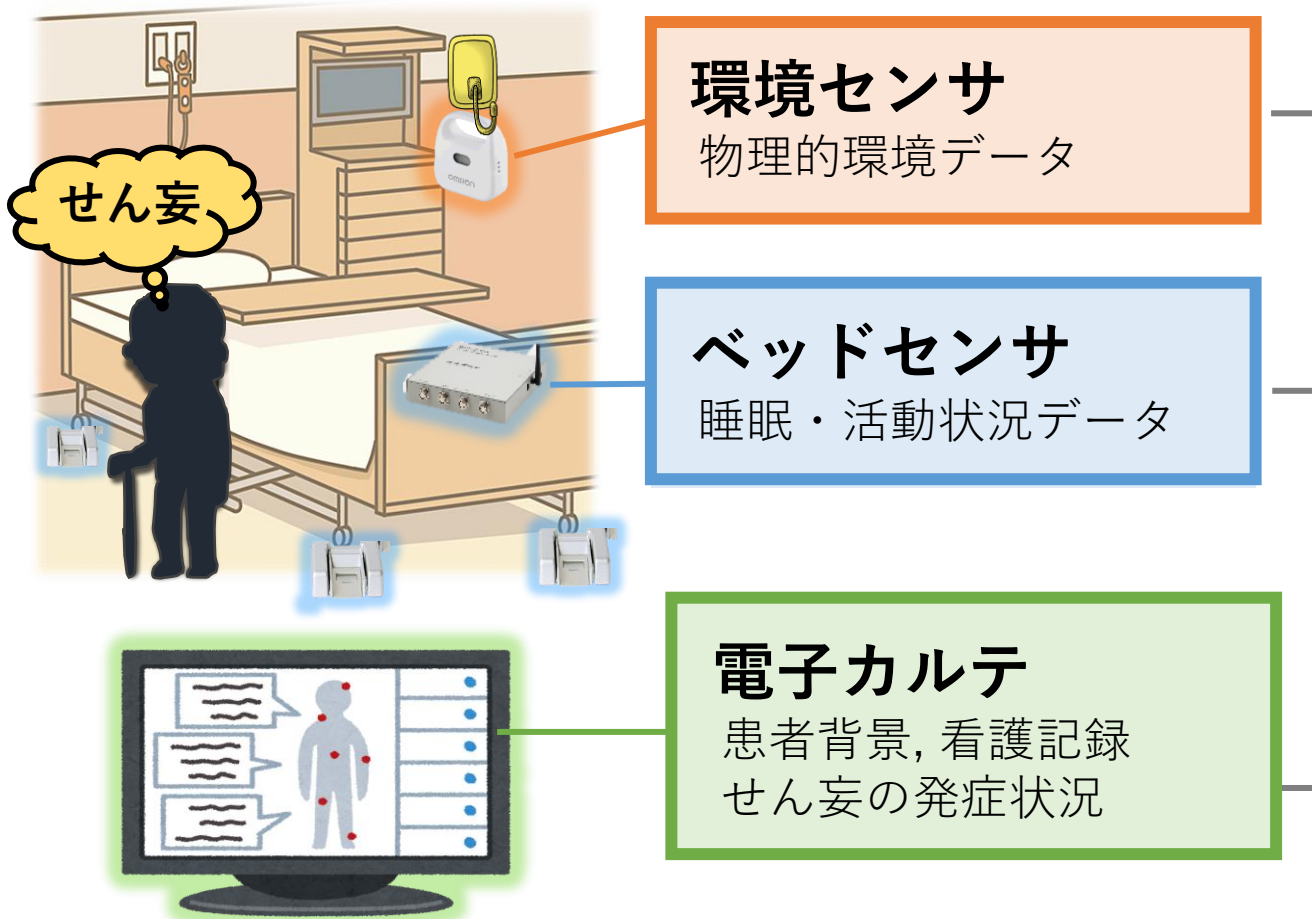 環境センサ
物理的環境データ
OMRON
せん妄
ベッドセンサ
睡眠・活動状況データ
電子カルテ
患者背景, 看護記録
せん妄の発症状況